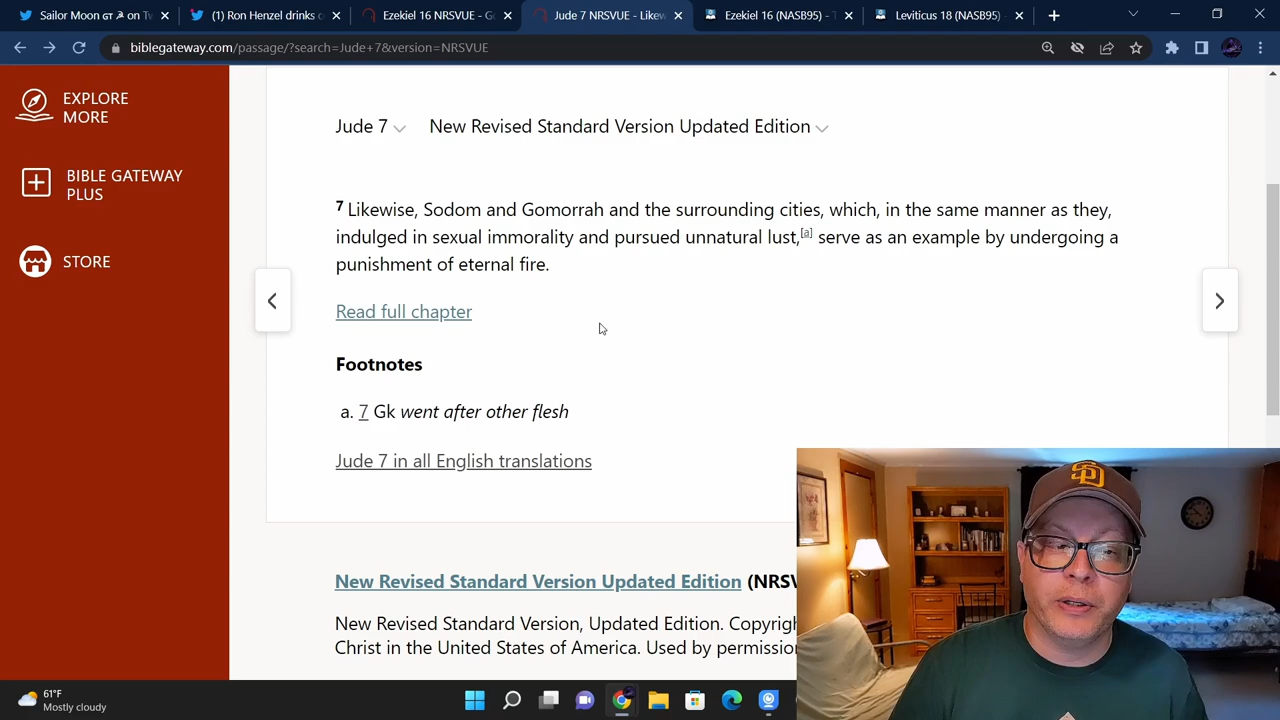 Sailor Moon GT ☭ on Tw
(1) Ron Henzel drinks c
Ezekiel 16 NRSVUE - G
Jude 7 NRSVUE - Likew
Ezekiel 16 (NASB95) - T
Leviticus 18 (NASB95) -
biblegateway.com/passage/?search=Jude+7&version=NRSVUE
EXPLORE
MORE
BIBLE GATEWAY
PLUS
STORE
Jude 7 New Revised Standard Version Updated Edition
7 Likewise, Sodom and Gomorrah and the surrounding cities, which, in the same manner as they,
indulged in sexual immorality and pursued unnatural lust,[a] serve as an example by undergoing a
punishment of eternal fire.
Read full chapter
Footnotes
a. 7 Gk went after other flesh
Jude 7 in all English translations
New Revised Standard Version Updated Edition (NRSV
New Revised Standard Version, Updated Edition. Copyrigh
Christ in the United States of America. Used by permissio
SD
61°F
Mostly cloudy